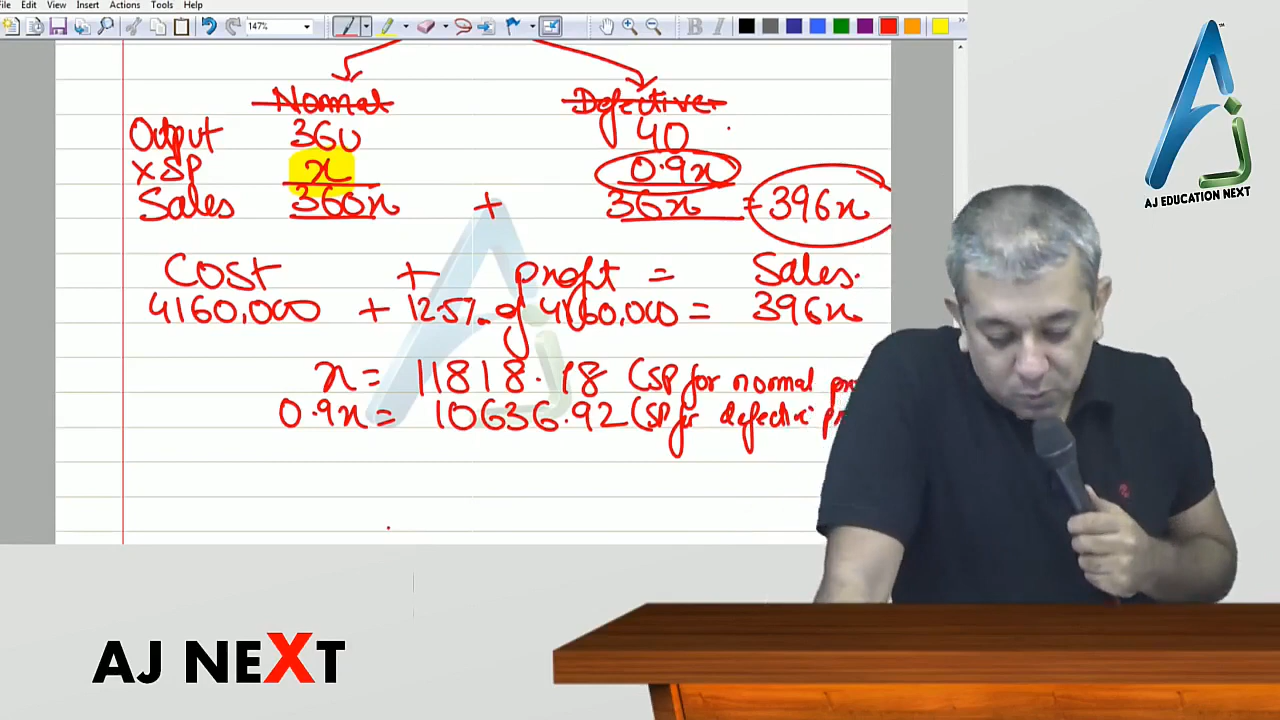 File Edit View Insert Actions Tools Help
147%
B I
Normal Defective
Output 360 40
x SP x 0.9x
Sales 360x + 36x = 396x
Cost + profit = Sales.
4160,000 + 12.5% of 4160,000 = 396x
x = 11818.18 (SP for normal
0.9x = 10636.92 (SP for defective
AJ EDUCATION NEXT
AJ NEXT